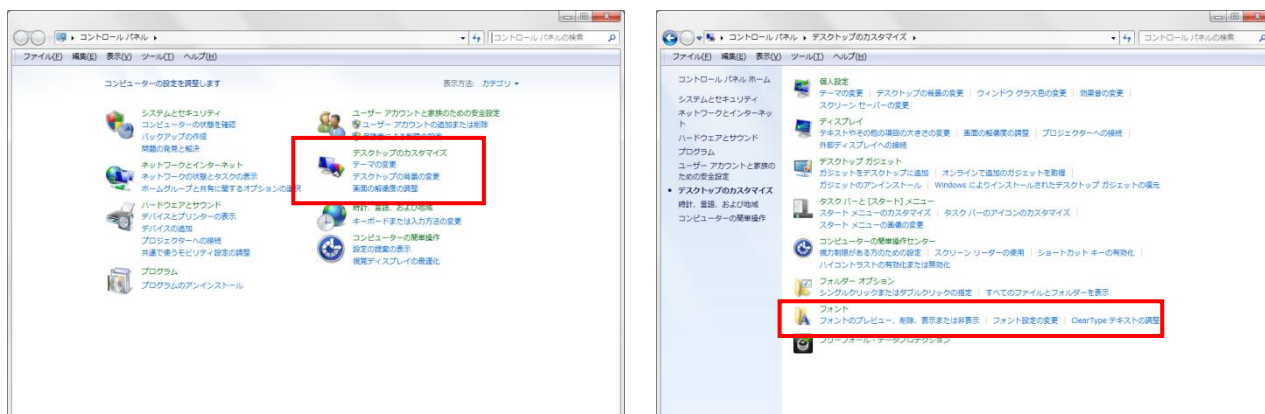 コントロール パネル
コントロール パネルの検索
ファイル(F) 編集(E) 表示(V) ツール(T) ヘルプ(H)
コンピューターの設定を調整します
表示方法: カテゴリ
システムとセキュリティ
コンピューターの状態を確認
バックアップの作成
問題の発見と解決
ネットワークとインターネット
ネットワークの状態とタスクの表示
ホームグループと共有に関するオプションの選択
ハードウェアとサウンド
デバイスとプリンターの表示
デバイスの追加
プロジェクターへの接続
共通で使うモビリティ設定の調整
プログラム
プログラムのアンインストール
ユーザー アカウントと家族のための安全設定
ユーザー アカウントの追加または削除
デスクトップのカスタマイズ
テーマの変更
デスクトップの背景の変更
画面の解像度の調整
時計、言語、および地域
キーボードまたは入力方法の変更
コンピューターの簡単操作
設定の提案の表示
視覚ディスプレイの最適化
コントロール パネル デスクトップのカスタマイズ
コントロール パネルの検索
ファイル(F) 編集(E) 表示(V) ツール(T) ヘルプ(H)
コントロール パネル ホーム
システムとセキュリティ
ネットワークとインターネッ
ト
ハードウェアとサウンド
プログラム
ユーザー アカウントと家族の
ための安全設定
デスクトップのカスタマイズ
時計、言語、および地域
コンピューターの簡単操作
個人設定
テーマの変更 | デスクトップの背景の変更 | ウィンドウ グラス色の変更 | 効果音の変更 |
スクリーン セーバーの変更
ディスプレイ
テキストやその他の項目の大きさの変更 | 画面の解像度の調整 | プロジェクターへの接続 |
外部ディスプレイへの接続
デスクトップ ガジェット
ガジェットをデスクトップに追加 | オンラインで追加のガジェットを取得 |
ガジェットのアンインストール | Windows によりインストールされたデスクトップ ガジェットの復元
タスク バーと [スタート] メニュー
スタート メニューのカスタマイズ | タスク バーのアイコンのカスタマイズ |
スタート メニューの画像の変更
コンピューターの簡単操作センター
視力制限がある方のための設定 | スクリーン リーダーの使用 | ショートカット キーの有効化 |
ハイコントラストの有効化または無効化
フォルダー オプション
シングルクリックまたはダブルクリックの指定 | すべてのファイルとフォルダーを表示
フォント
フォントのプレビュー、削除、表示または非表示 | フォント設定の変更 | ClearType テキストの調整
フリーフォール・データプロテクション